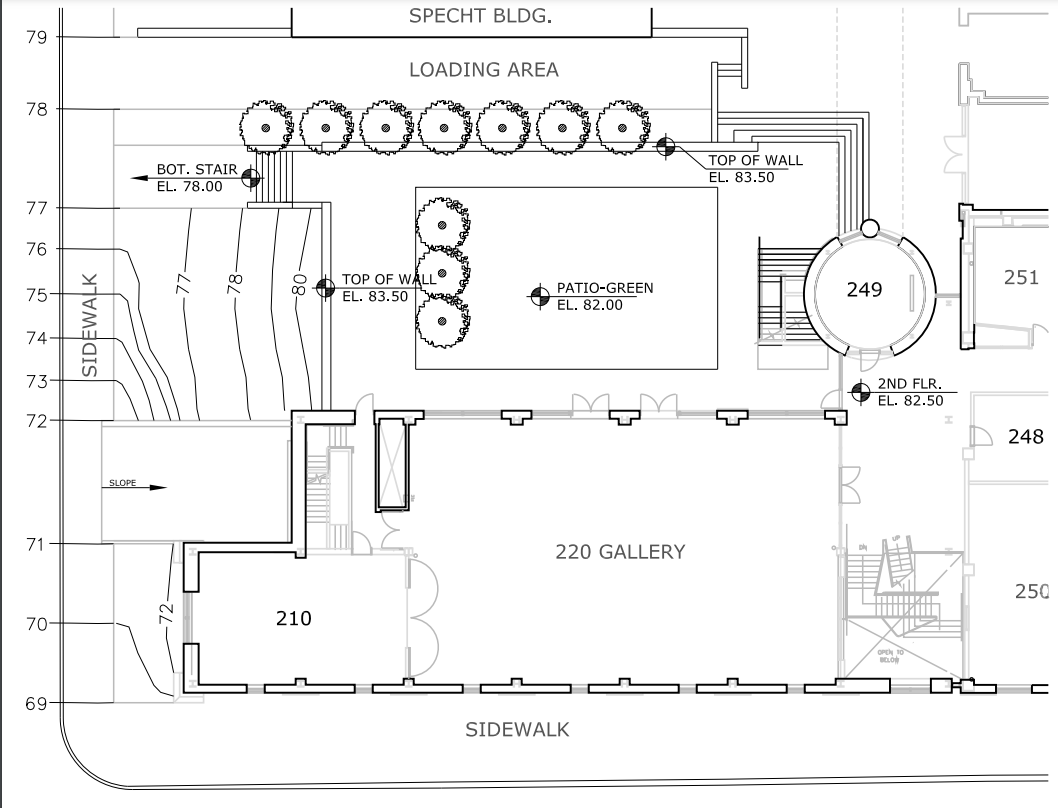 SPECHT BLDG.
79
LOADING AREA
78
TOP OF WALL
EL. 83.50
BOT. STAIR
EL. 78.00
77
76
75
74
73
72
SIDEWALK
77
78
80
TOP OF WALL
EL. 83.50
PATIO-GREEN
EL. 82.00
249
251
2ND FLR.
EL. 82.50
248
SLOPE
71
220 GALLERY
DN
UP
72
210
250
70
OPEN TO
BELOW
69
SIDEWALK